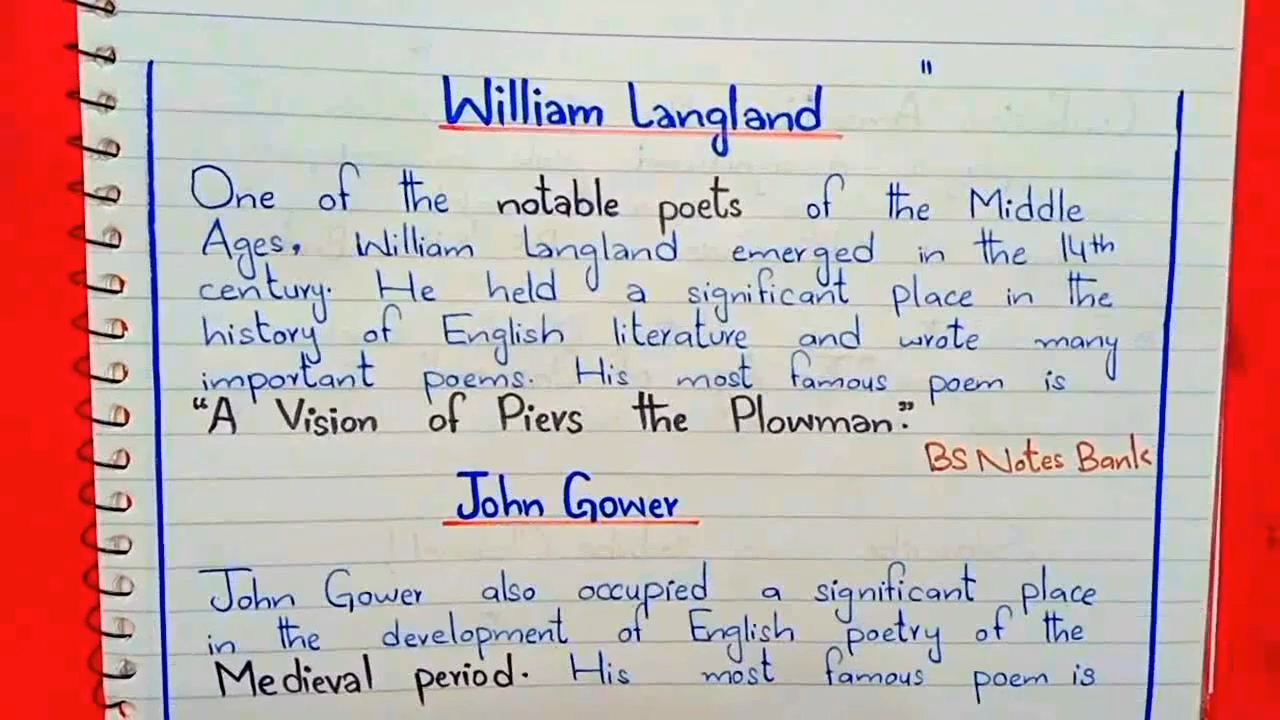 "
William Langland
One of the notable poets of the Middle
Ages, William Langland emerged in the 14th
century. He held a significant place in the
history of English literature and wrote many
important poems. His most famous poem is
"A Vision of Piers the Plowman."
BS Notes Bank
John Gower
John Gower also occupied a significant place
in the development of English poetry of the
Medieval period. His most famous poem is